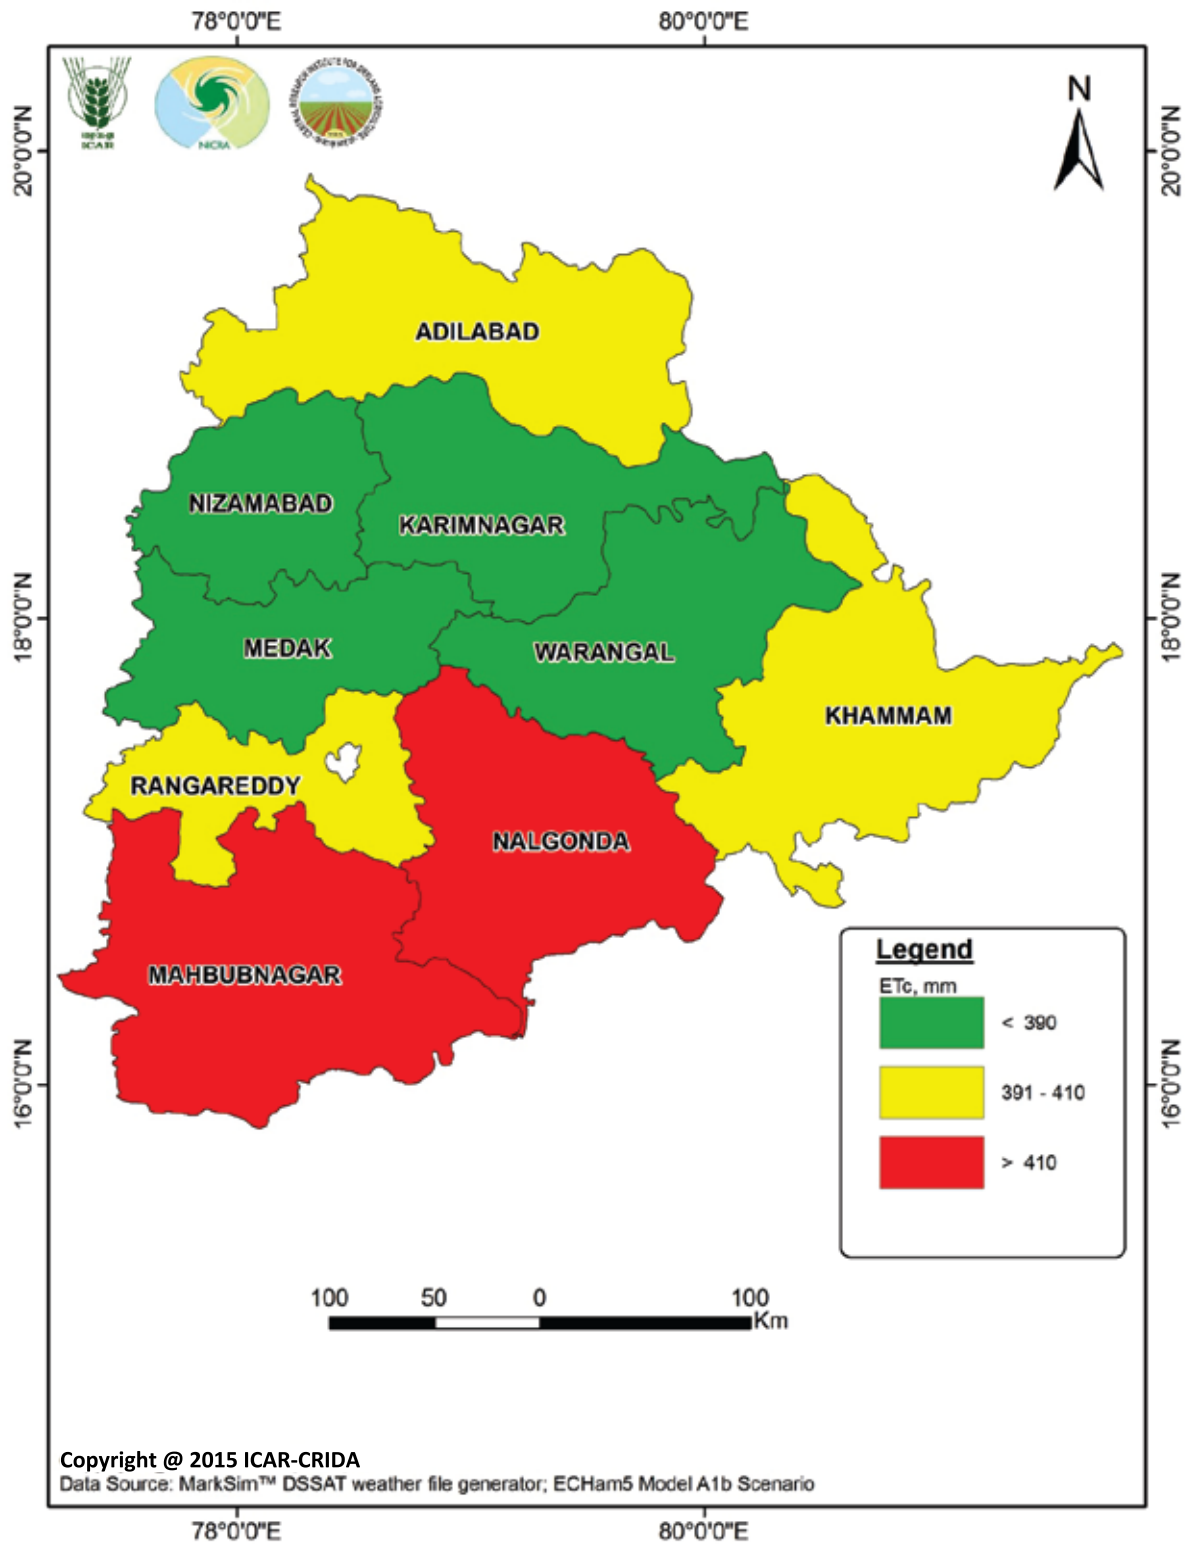 78°0'0"E 80°0'0"E
ICAR
NICRA
N
20°0'0"N 20°0'0"N
ADILABAD
NIZAMABAD
KARIMNAGAR
18°0'0"N 18°0'0"N
MEDAK
WARANGAL
KHAMMAM
RANGAREDDY
NALGONDA
MAHBUBNAGAR
16°0'0"N 16°0'0"N
Legend
ETc, mm
< 390
391 - 410
> 410
100 50 0 100
Km
Copyright @ 2015 ICAR-CRIDA
Data Source: MarkSim™ DSSAT weather file generator; ECHam5 Model A1b Scenario
78°0'0"E 80°0'0"E